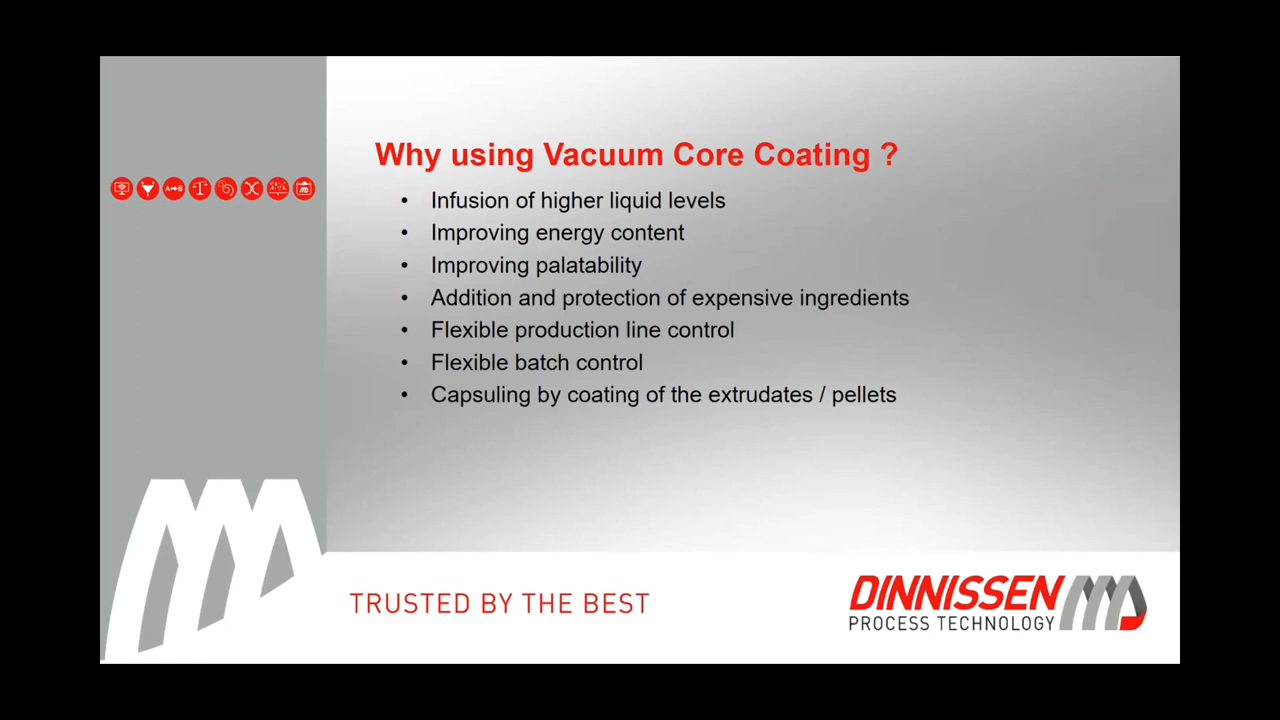 Why using Vacuum Core Coating ?
• Infusion of higher liquid levels
• Improving energy content
• Improving palatability
• Addition and protection of expensive ingredients
• Flexible production line control
• Flexible batch control
• Capsuling by coating of the extrudates / pellets
A➔B
TRUSTED BY THE BEST
DINNISSEN
PROCESS TECHNOLOGY